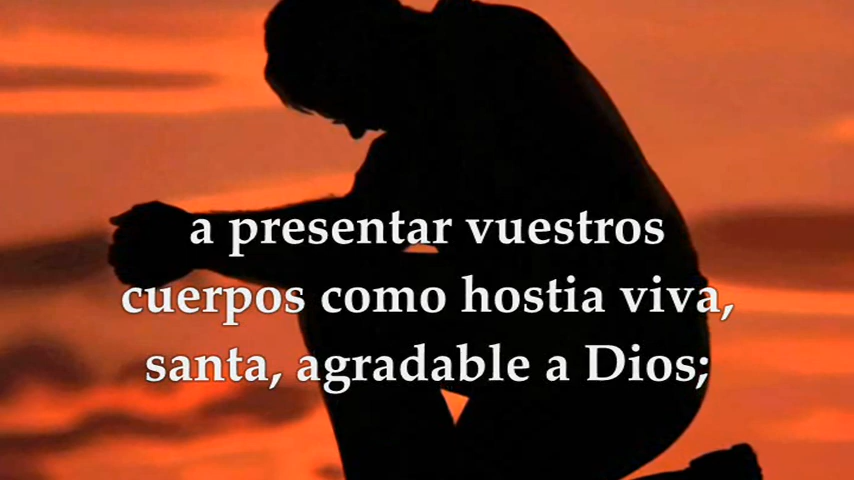 a presentar vuestros
cuerpos como hostia viva,
santa, agradable a Dios;